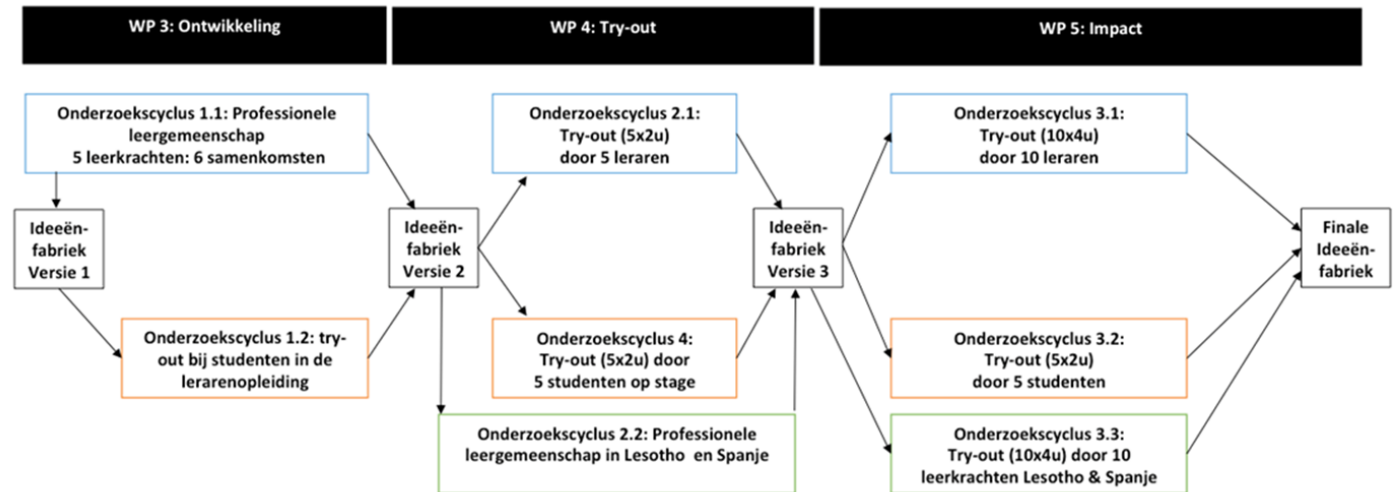 WP 3: Ontwikkeling
WP 4: Try-out
WP 5: Impact
Onderzoekscyclus 1.1: Professionele
leergemeenschap
5 leerkrachten: 6 samenkomsten
Onderzoekscyclus 2.1:
Try-out (5x2u)
door 5 leraren
Onderzoekscyclus 3.1:
Try-out (10x4u)
door 10 leraren
Ideeën-
fabriek
Versie 1
Ideeën-
fabriek
Versie 2
Ideeën-
fabriek
Versie 3
Finale
Ideeën-
fabriek
Onderzoekscyclus 1.2: try-
out bij studenten in de
lerarenopleiding
Onderzoekscyclus 4:
Try-out (5x2u) door
5 studenten op stage
Onderzoekscyclus 3.2:
Try-out (5x2u)
door 5 studenten
Onderzoekscyclus 2.2: Professionele
leergemeenschap in Lesotho en Spanje
Onderzoekscyclus 3.3:
Try-out (10x4u) door 10
leerkrachten Lesotho & Spanje